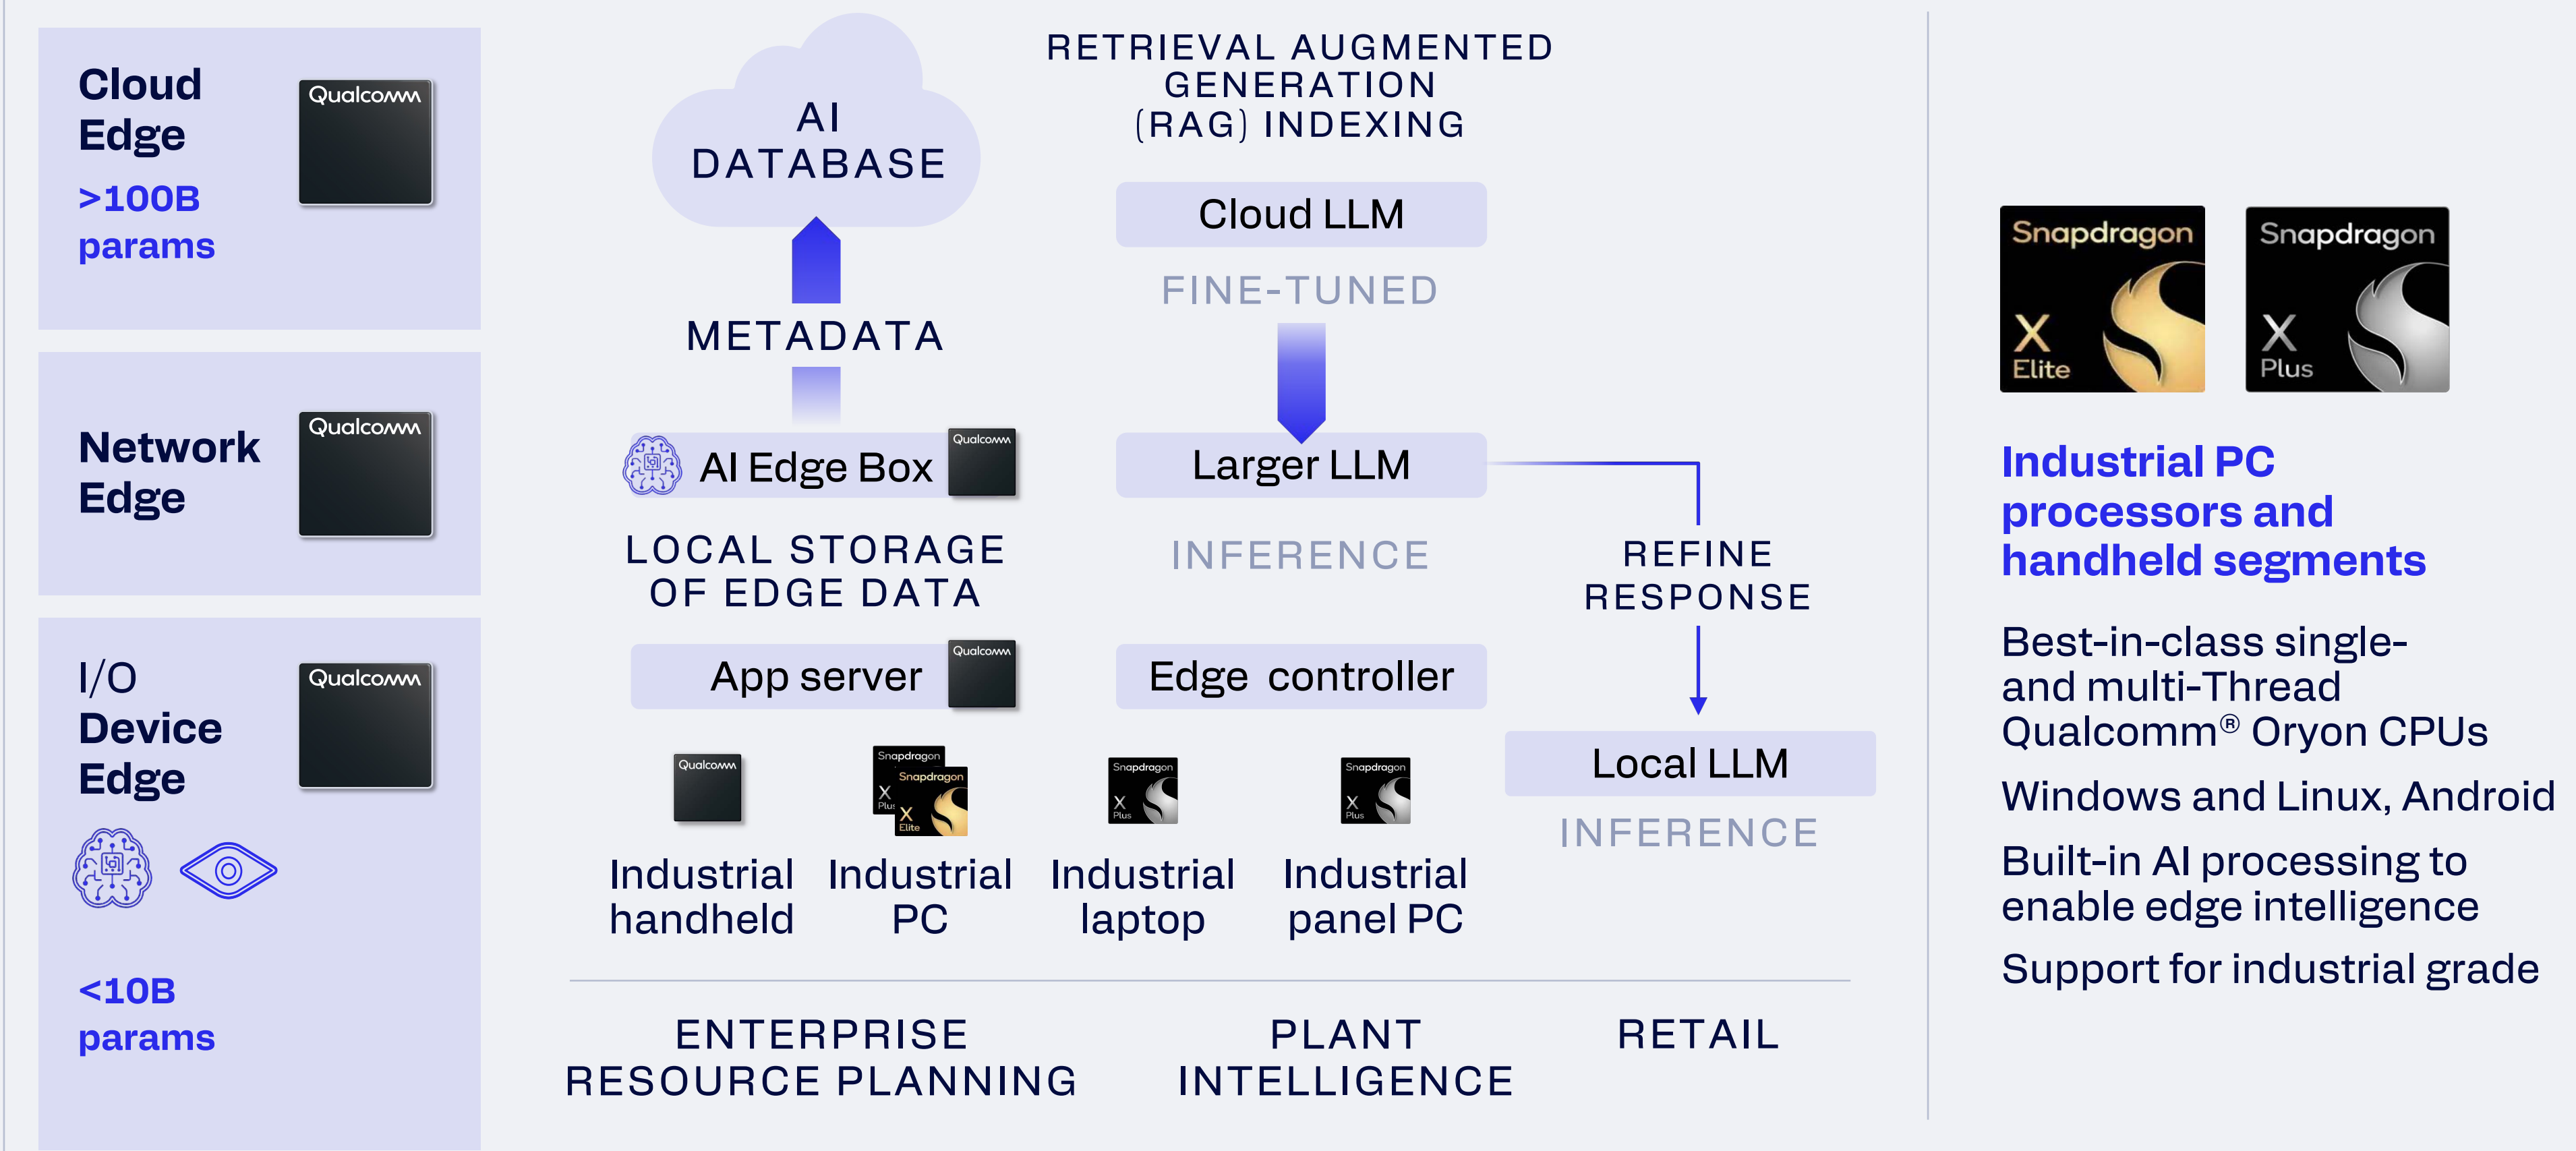 Cloud
Edge
>100B
params
Qualcomm
Network
Edge
Qualcomm
I/O
Device
Edge
Qualcomm
<10B
params
AI
DATABASE
METADATA
AI Edge Box
Qualcomm
LOCAL STORAGE
OF EDGE DATA
App server
Qualcomm
RETRIEVAL AUGMENTED
GENERATION
(RAG) INDEXING
Cloud LLM
FINE-TUNED
Larger LLM
INFERENCE
Edge controller
REFINE
RESPONSE
Local LLM
INFERENCE
Qualcomm
Industrial
handheld
Snapdragon
X
Plus
Snapdragon
X
Elite
Industrial
PC
Snapdragon
X
Plus
Industrial
laptop
Snapdragon
X
Plus
Industrial
panel PC
ENTERPRISE
RESOURCE PLANNING
PLANT
INTELLIGENCE
RETAIL
Snapdragon
X
Elite
Snapdragon
X
Plus
Industrial PC
processors and
handheld segments
Best-in-class single-
and multi-Thread
Qualcomm® Oryon CPUs
Windows and Linux, Android
Built-in AI processing to
enable edge intelligence
Support for industrial grade